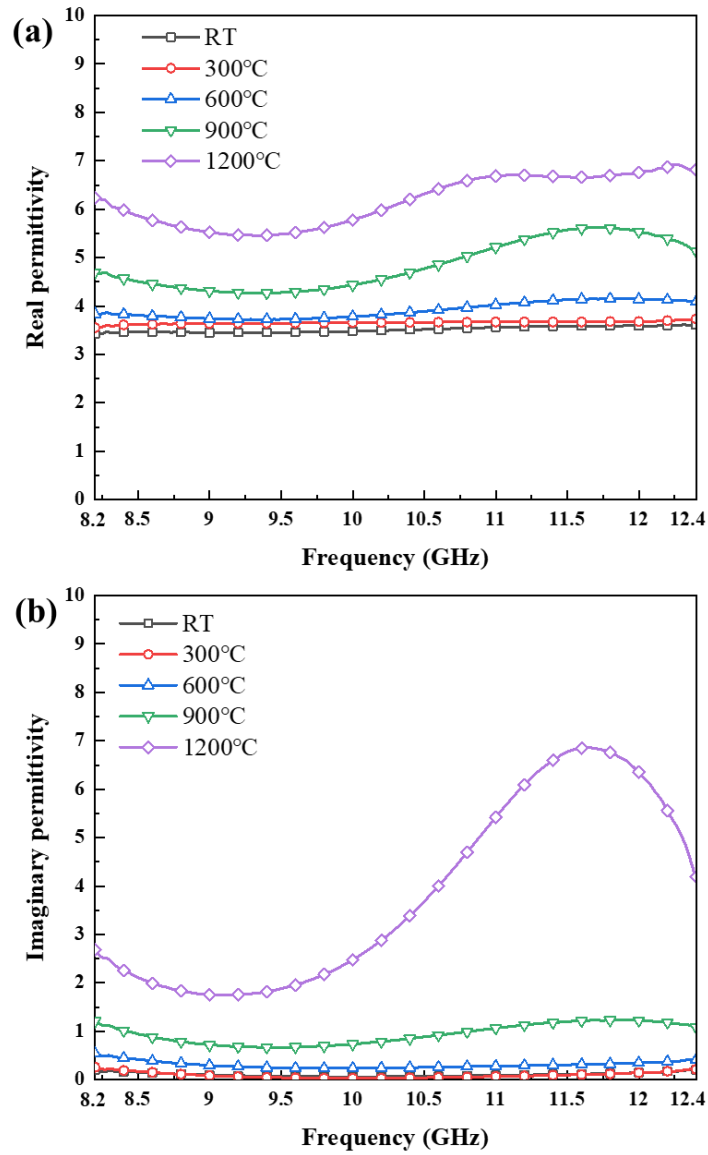 (a)
10
9
8
7
6
5
4
3
2
1
0
Real permittivity
RT
300°C
600°C
900°C
1200°C
8.2 8.5 9 9.5 10 10.5 11 11.5 12 12.4
Frequency (GHz)
(b)
10
9
8
7
6
5
4
3
2
1
0
Imaginary permittivity
RT
300°C
600°C
900°C
1200°C
8.2 8.5 9 9.5 10 10.5 11 11.5 12 12.4
Frequency (GHz)